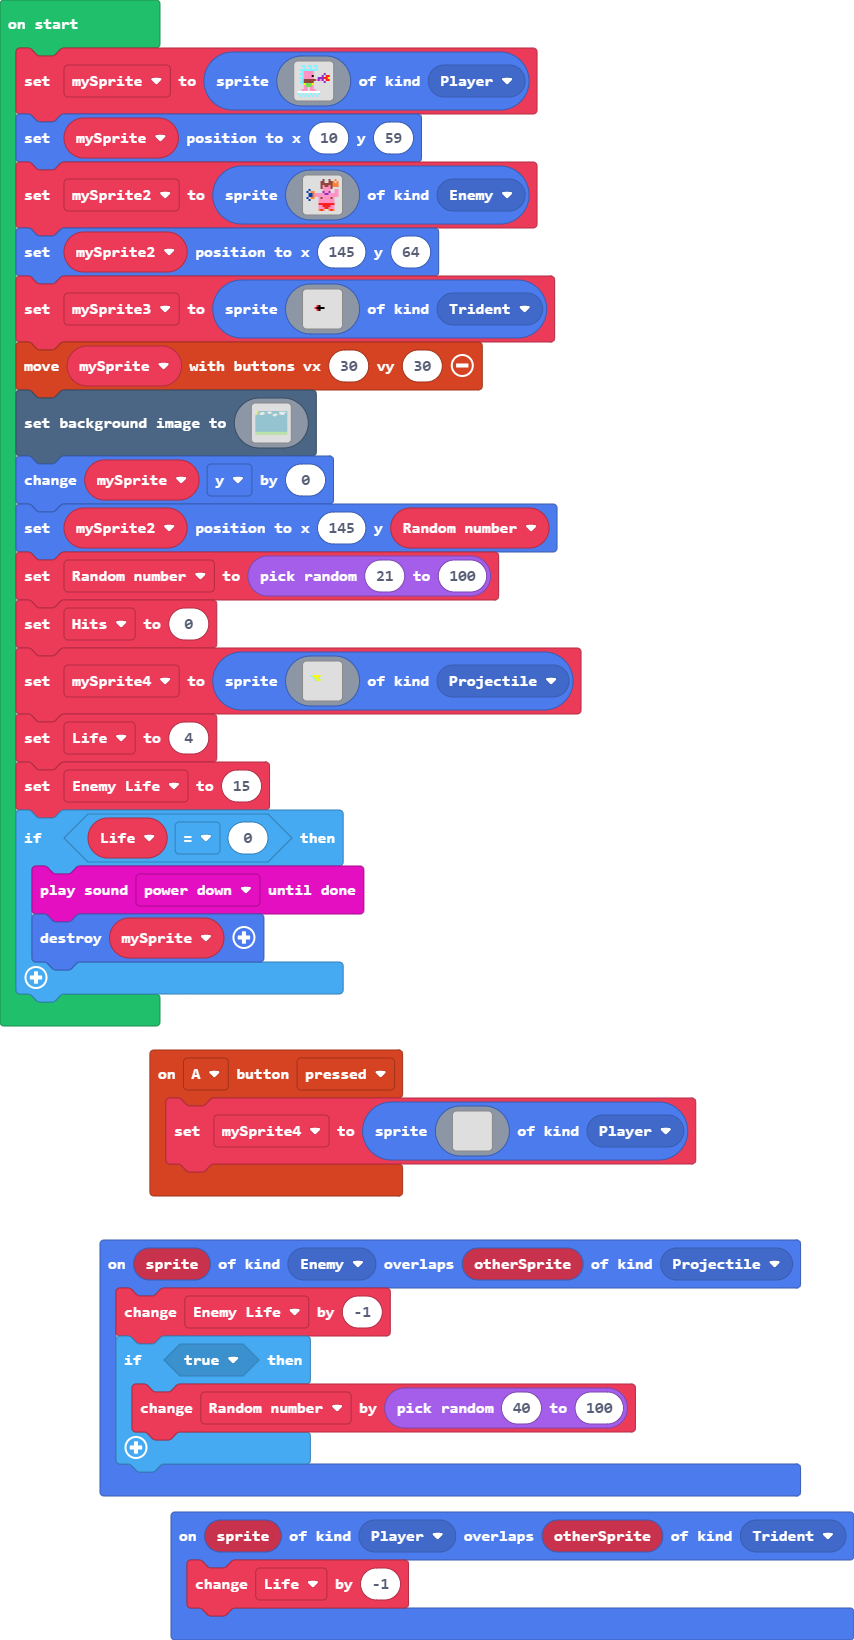 on start
set mySprite to sprite of kind Player
set mySprite position to x 10 y 59
set mySprite2 to sprite of kind Enemy
set mySprite2 position to x 145 y 64
set mySprite3 to sprite of kind Trident
move mySprite with buttons vx 30 vy 30
set background image to
change mySprite y by 0
set mySprite2 position to x 145 y Random number
set Random number to pick random 21 to 100
set Hits to 0
set mySprite4 to sprite of kind Projectile
set Life to 4
set Enemy Life to 15
if Life = 0 then
play sound power down until done
destroy mySprite
on A button pressed
set mySprite4 to sprite of kind Player
on sprite of kind Enemy overlaps otherSprite of kind Projectile
change Enemy Life by -1
if true then
change Random number by pick random 40 to 100
on sprite of kind Player overlaps otherSprite of kind Trident
change Life by -1